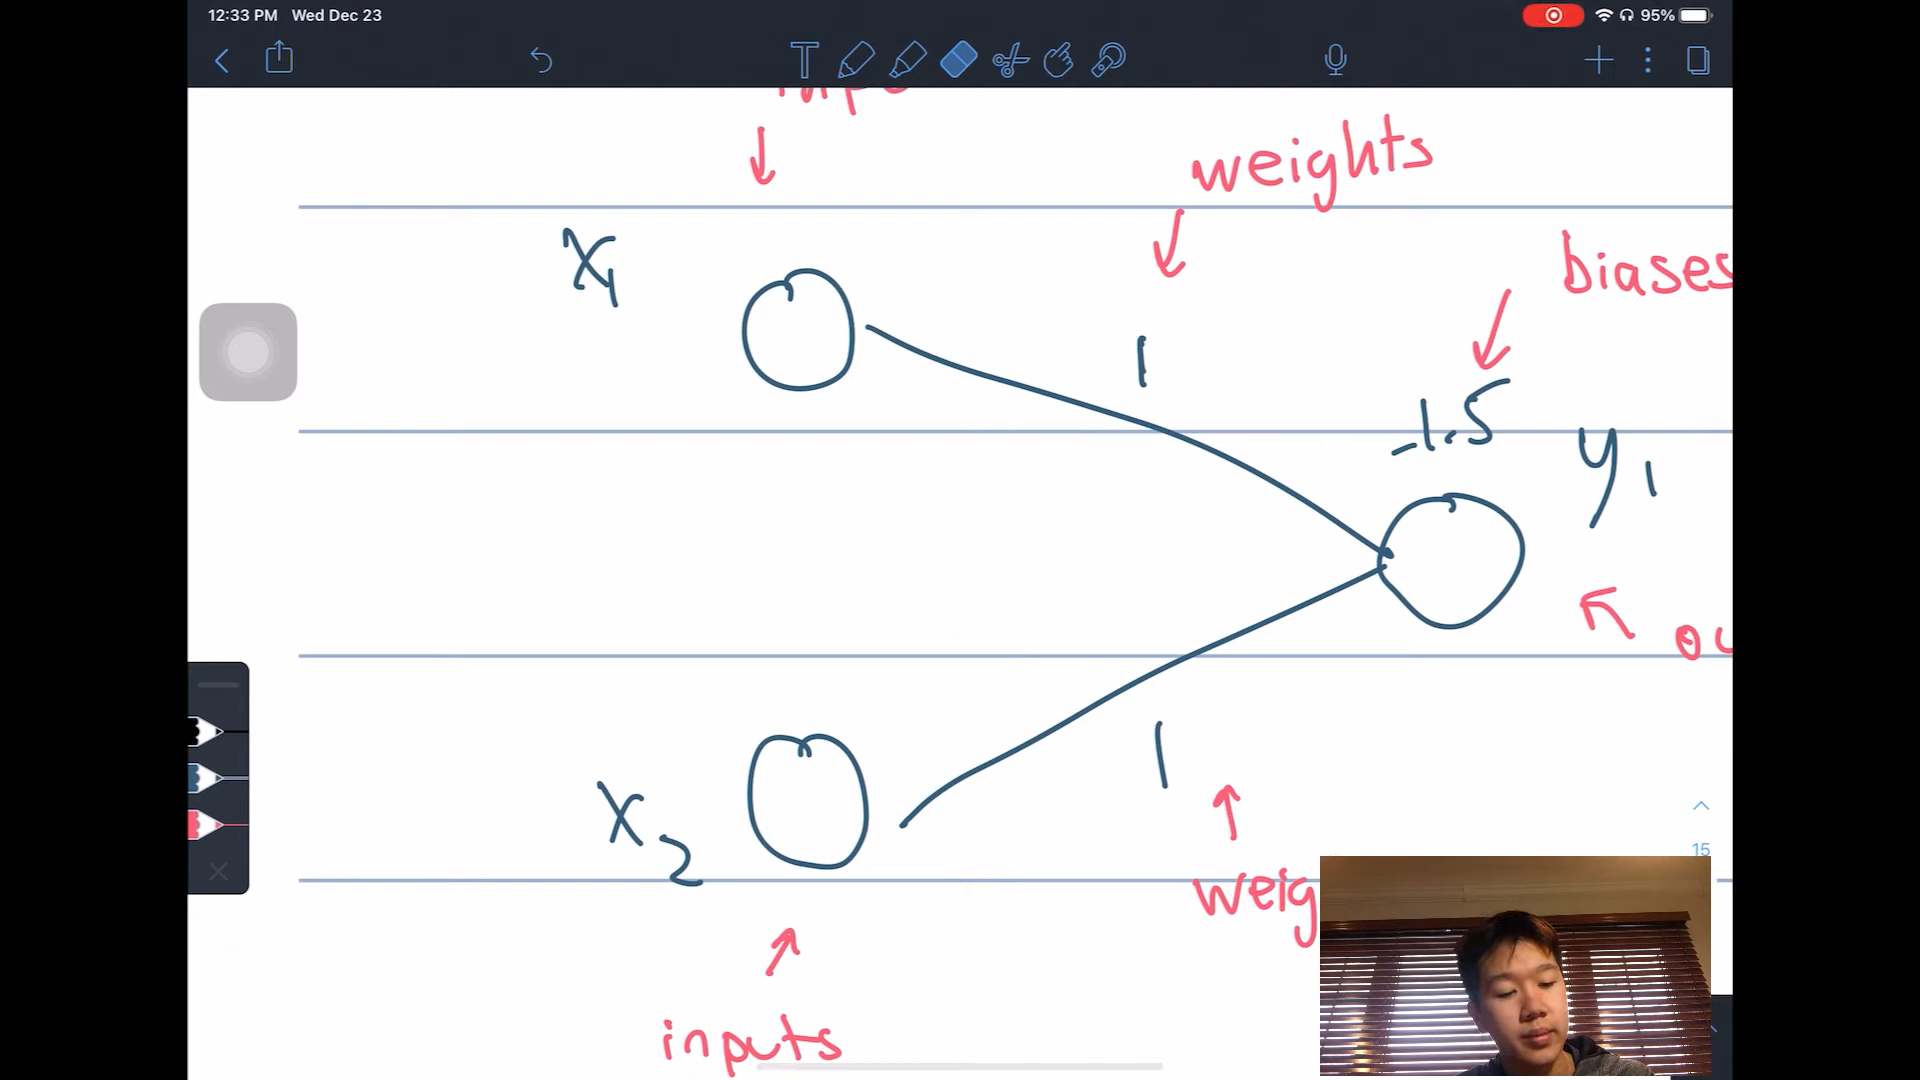 12:33 PM Wed Dec 23
95%
T
weights
x1
biases
1
-1.5
y1
1
x2
15
inputs